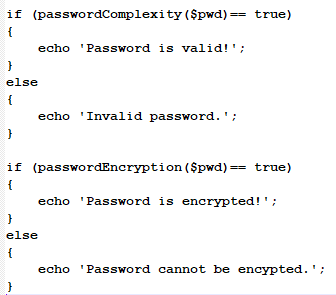 if (passwordComplexity($pwd)== true)
{
    echo 'Password is valid!';
}
else
{
    echo 'Invalid password.';
}

if (passwordEncryption($pwd)== true)
{
    echo 'Password is encrypted!';
}
else
{
    echo 'Password cannot be encypted.';
}